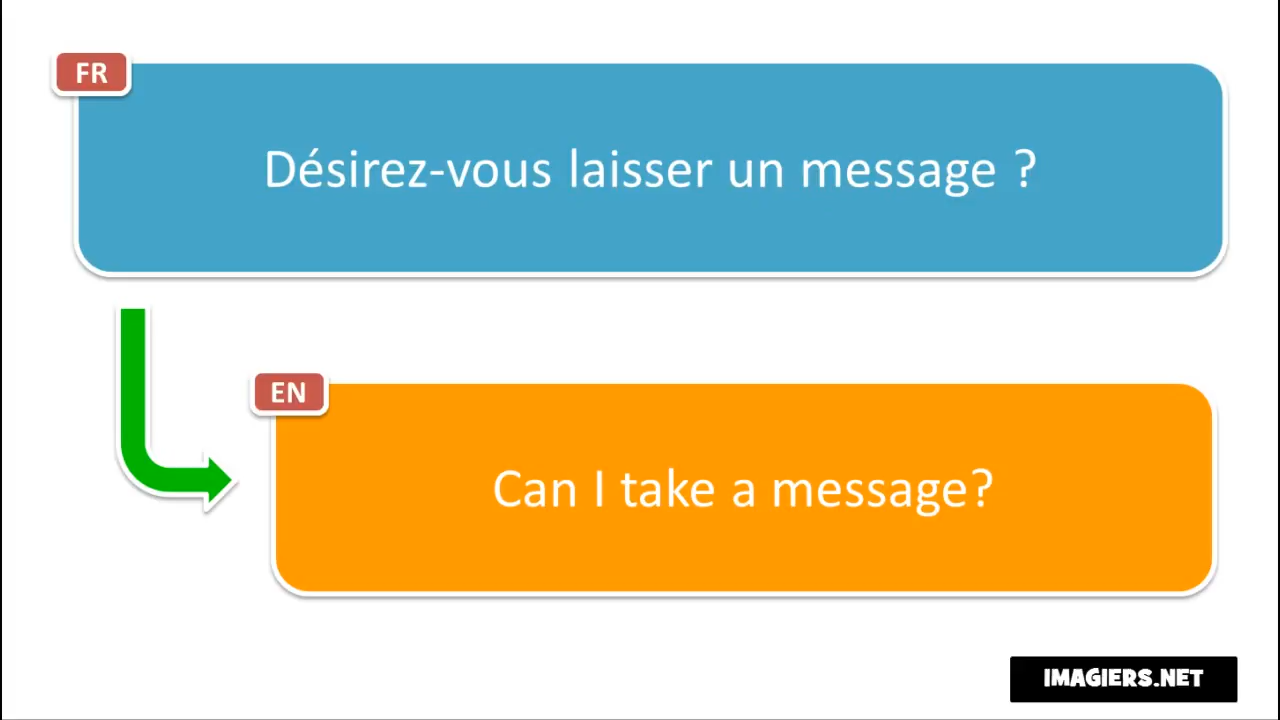 FR
Désirez-vous laisser un message ?
EN
Can I take a message?
IMAGIERS.NET